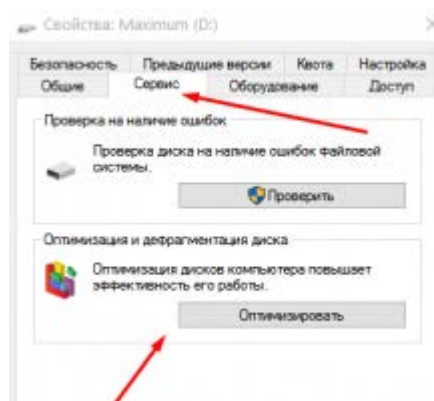 Свойства: Maximum (D:)
Безопасность Предыдущие версии Квота Настройка
Общие Сервис Оборудование Доступ
Проверка на наличие ошибок
Проверка диска на наличие ошибок файловой
системы.
Проверить
Оптимизация и дефрагментация диска
Оптимизация дисков компьютера повышает
эффективность его работы.
Оптимизировать